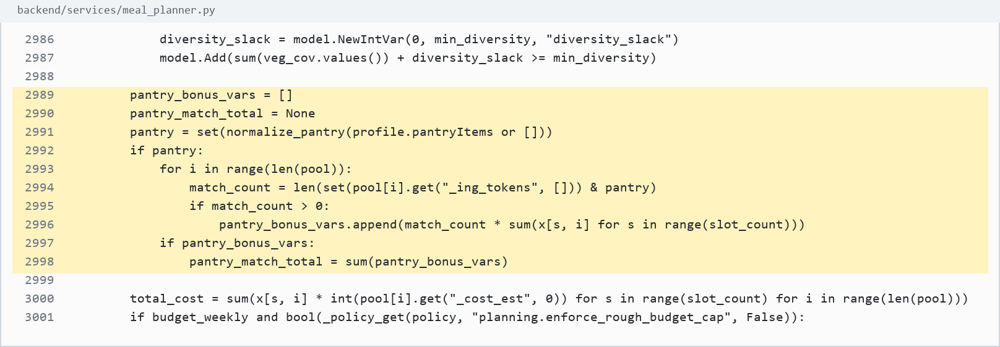 backend/services/meal_planner.py
2986              diversity_slack = model.NewIntVar(0, min_diversity, "diversity_slack")
2987              model.Add(sum(veg_cov.values()) + diversity_slack >= min_diversity)
2988
2989          pantry_bonus_vars = []
2990          pantry_match_total = None
2991          pantry = set(normalize_pantry(profile.pantryItems or []))
2992          if pantry:
2993              for i in range(len(pool)):
2994                  match_count = len(set(pool[i].get("_ing_tokens", [])) & pantry)
2995                  if match_count > 0:
2996                      pantry_bonus_vars.append(match_count * sum(x[s, i] for s in range(slot_count)))
2997              if pantry_bonus_vars:
2998                  pantry_match_total = sum(pantry_bonus_vars)
2999
3000          total_cost = sum(x[s, i] * int(pool[i].get("_cost_est", 0)) for s in range(slot_count) for i in range(len(pool)))
3001          if budget_weekly and bool(_policy_get(policy, "planning.enforce_rough_budget_cap", False)):